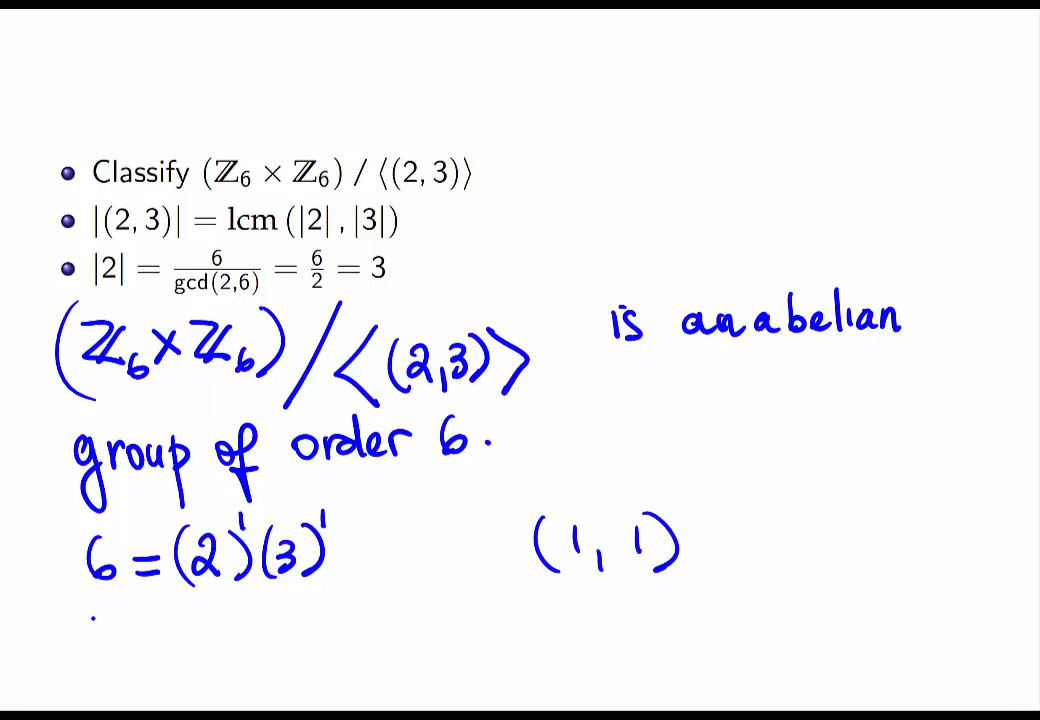 Classify (ℤ₆ × ℤ₆) / ⟨(2, 3)⟩
|(2, 3)| = lcm (|2|, |3|)
|2| = 6/gcd(2,6) = 6/2 = 3
(ℤ₆×ℤ₆)/⟨(2,3)⟩ is an abelian
group of order 6.
6 = (2)¹(3)¹ (1, 1)